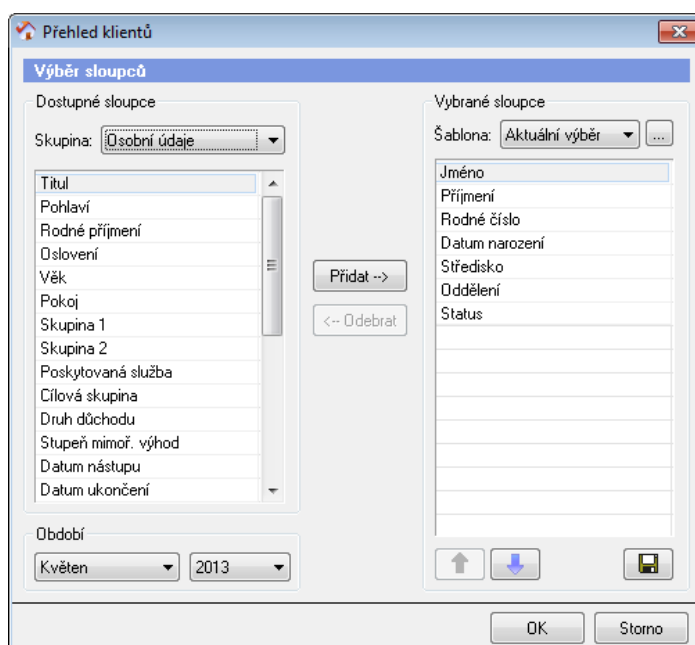 Přehled klientů
Výběr sloupců
Dostupné sloupce
Skupina: Osobní údaje
Titul
Pohlaví
Rodné příjmení
Oslovení
Věk
Pokoj
Skupina 1
Skupina 2
Poskytovaná služba
Cílová skupina
Druh důchodu
Stupeň mimoř. výhod
Datum nástupu
Datum ukončení
Období
Květen 2013
Přidat -->
<-- Odebrat
Vybrané sloupce
Šablona: Aktuální výběr ...
Jméno
Příjmení
Rodné číslo
Datum narození
Středisko
Oddělení
Status
OK Storno